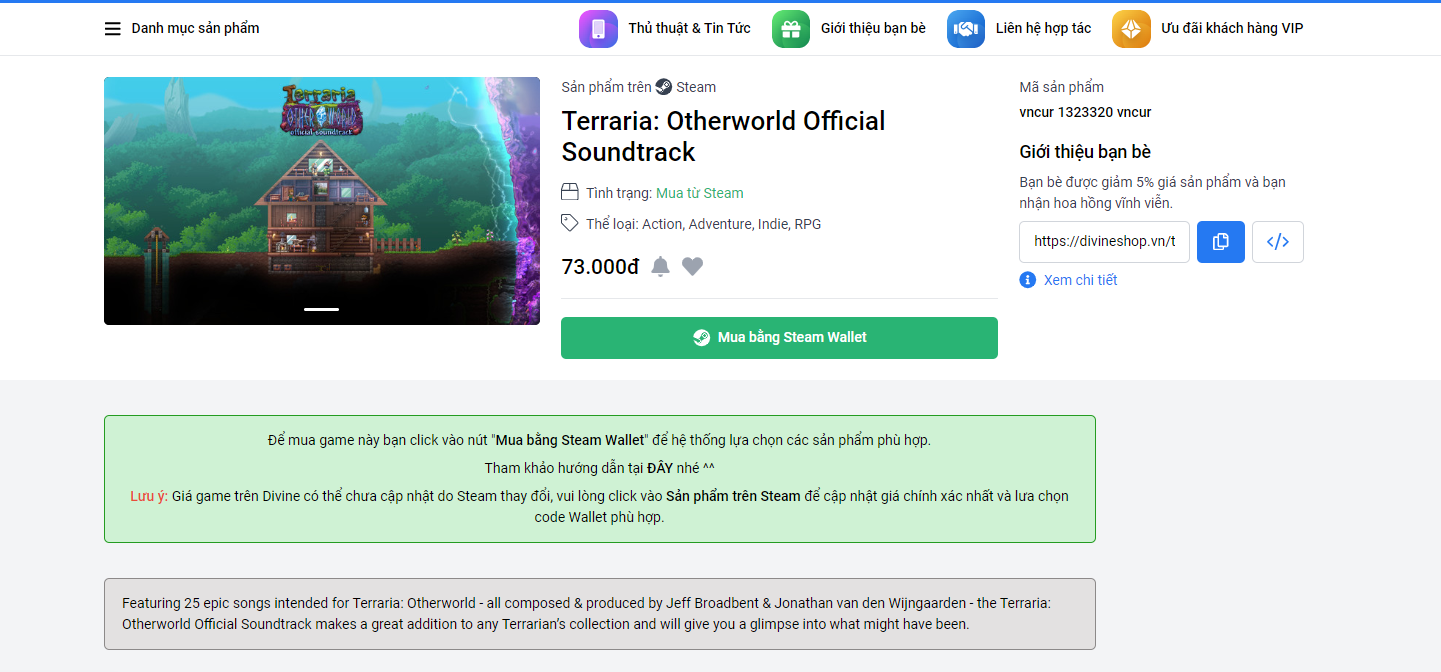 Danh mục sản phẩm
Thủ thuật & Tin Tức
Giới thiệu bạn bè
Liên hệ hợp tác
Ưu đãi khách hàng VIP
Terraria
OTHERWORLD
official soundtrack
Sản phẩm trên Steam
Terraria: Otherworld Official
Soundtrack
Tình trạng: Mua từ Steam
Thể loại: Action, Adventure, Indie, RPG
73.000đ
Mua bằng Steam Wallet
Mã sản phẩm
vncur 1323320 vncur
Giới thiệu bạn bè
Bạn bè được giảm 5% giá sản phẩm và bạn
nhận hoa hồng vĩnh viễn.
https://divineshop.vn/t
</>
Xem chi tiết
Để mua game này bạn click vào nút "Mua bằng Steam Wallet" để hệ thống lựa chọn các sản phẩm phù hợp.
Tham khảo hướng dẫn tại ĐÂY nhé ^^
Lưu ý: Giá game trên Divine có thể chưa cập nhật do Steam thay đổi, vui lòng click vào Sản phẩm trên Steam để cập nhật giá chính xác nhất và lưa chọn
code Wallet phù hợp.
Featuring 25 epic songs intended for Terraria: Otherworld - all composed & produced by Jeff Broadbent & Jonathan van den Wijngaarden - the Terraria:
Otherworld Official Soundtrack makes a great addition to any Terrarian’s collection and will give you a glimpse into what might have been.